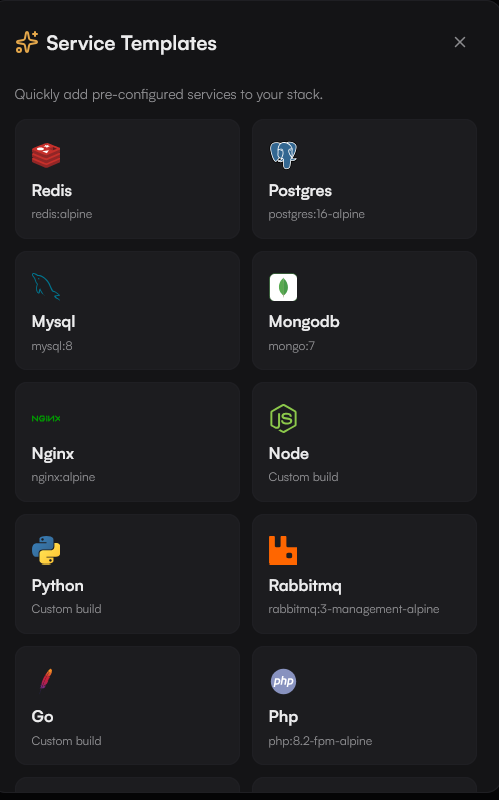 Service Templates
Quickly add pre-configured services to your stack.
Redis
redis:alpine
Postgres
postgres:16-alpine
Mysql
mysql:8
Mongodb
mongo:7
NGINX
Nginx
nginx:alpine
JS
Node
Custom build
Python
Custom build
Rabbitmq
rabbitmq:3-management-alpine
Go
Custom build
php
Php
php:8.2-fpm-alpine